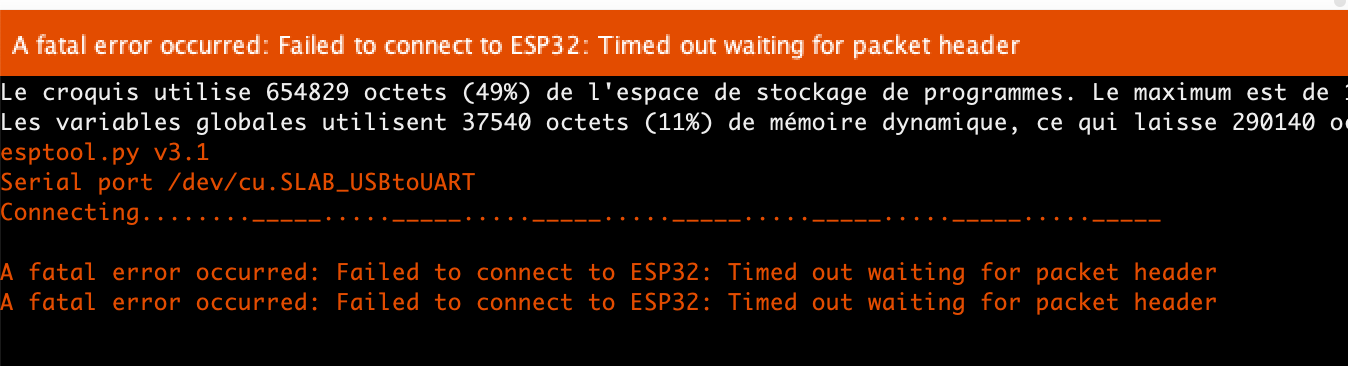 A fatal error occurred: Failed to connect to ESP32: Timed out waiting for packet header
Le croquis utilise 654829 octets (49%) de l'espace de stockage de programmes. Le maximum est de
Les variables globales utilisent 37540 octets (11%) de mémoire dynamique, ce qui laisse 290140
esptool.py v3.1
Serial port /dev/cu.SLAB_USBtoUART
Connecting........_____....._____....._____....._____....._____....._____....._____
A fatal error occurred: Failed to connect to ESP32: Timed out waiting for packet header
A fatal error occurred: Failed to connect to ESP32: Timed out waiting for packet header